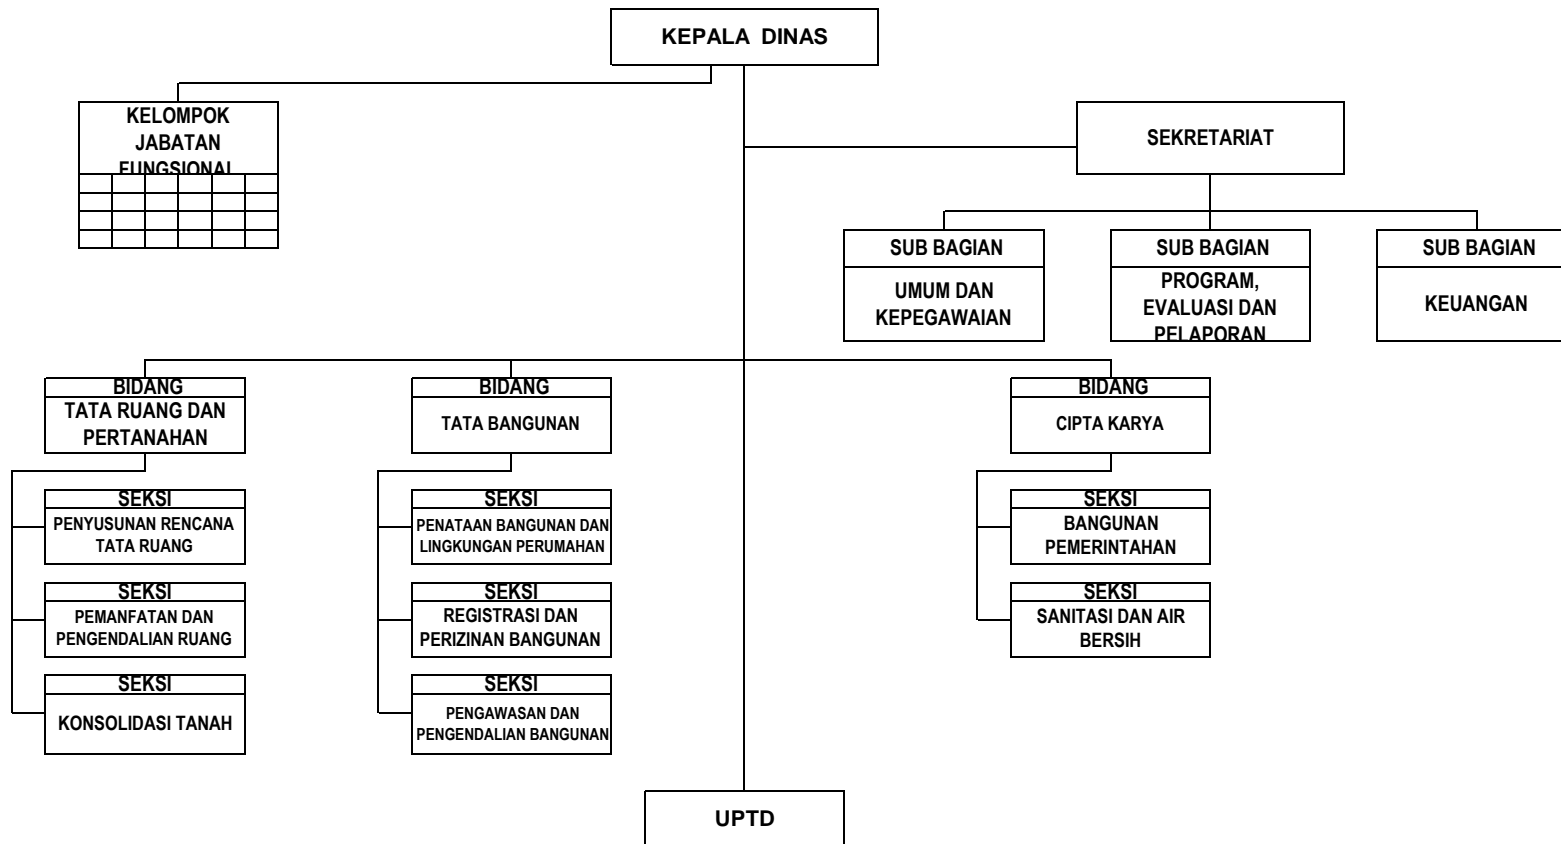 KEPALA DINAS
KELOMPOK
JABATAN
FUNGSIONAL
SEKRETARIAT
SUB BAGIAN
UMUM DAN
KEPEGAWAIAN
SUB BAGIAN
PROGRAM,
EVALUASI DAN
PELAPORAN
SUB BAGIAN
KEUANGAN
BIDANG
TATA RUANG DAN
PERTANAHAN
SEKSI
PENYUSUNAN RENCANA
TATA RUANG
SEKSI
PEMANFATAN DAN
PENGENDALIAN RUANG
SEKSI
KONSOLIDASI TANAH
BIDANG
TATA BANGUNAN
SEKSI
PENATAAN BANGUNAN DAN
LINGKUNGAN PERUMAHAN
SEKSI
REGISTRASI DAN
PERIZINAN BANGUNAN
SEKSI
PENGAWASAN DAN
PENGENDALIAN BANGUNAN
BIDANG
CIPTA KARYA
SEKSI
BANGUNAN
PEMERINTAHAN
SEKSI
SANITASI DAN AIR
BERSIH
UPTD